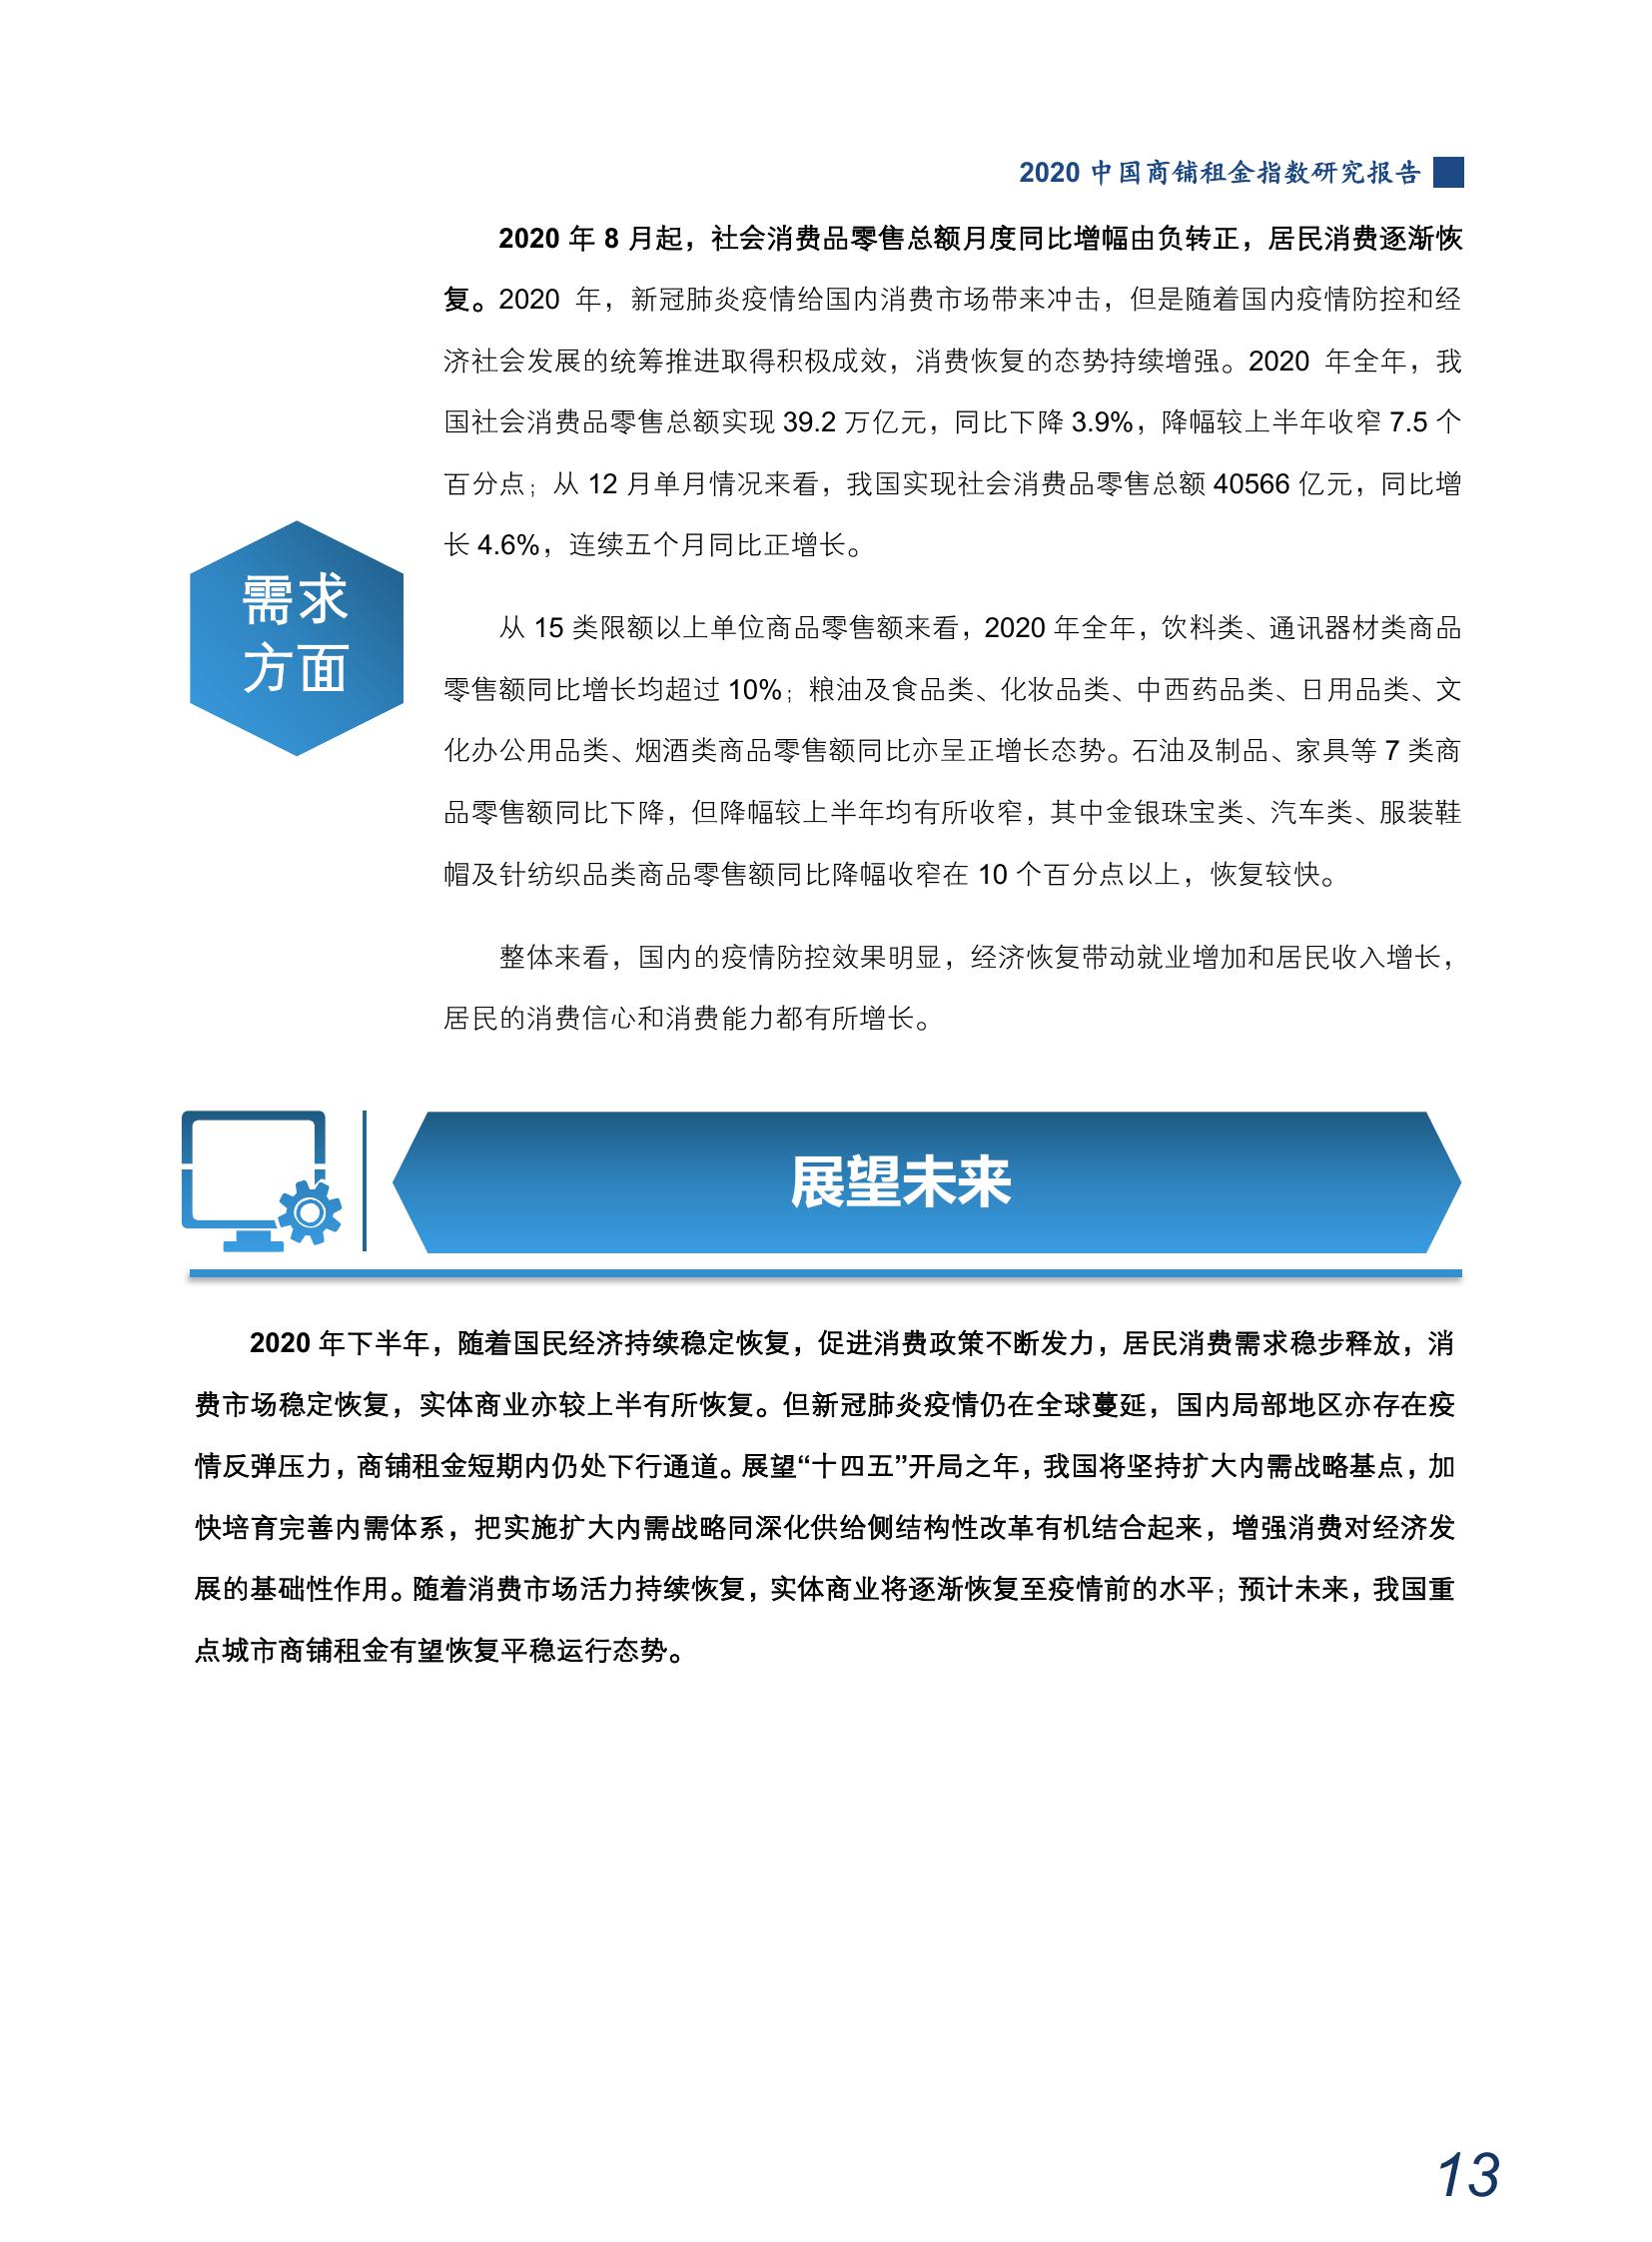 2020 中国商铺租金指数研究报告
2020 年 8 月起，社会消费品零售总额月度同比增幅由负转正，居民消费逐渐恢
复。2020 年，新冠肺炎疫情给国内消费市场带来冲击，但是随着国内疫情防控和经
济社会发展的统筹推进取得积极成效，消费恢复的态势持续增强。2020 年全年，我
国社会消费品零售总额实现 39.2 万亿元，同比下降 3.9%，降幅较上半年收窄 7.5 个
百分点；从 12 月单月情况来看，我国实现社会消费品零售总额 40566 亿元，同比增
长 4.6%，连续五个月同比正增长。
需求
方面
从 15 类限额以上单位商品零售额来看，2020 年全年，饮料类、通讯器材类商品
零售额同比增长均超过 10%；粮油及食品类、化妆品类、中西药品类、日用品类、文
化办公用品类、烟酒类商品零售额同比亦呈正增长态势。石油及制品、家具等 7 类商
品零售额同比下降，但降幅较上半年均有所收窄，其中金银珠宝类、汽车类、服装鞋
帽及针纺织品类商品零售额同比降幅收窄在 10 个百分点以上，恢复较快。
整体来看，国内的疫情防控效果明显，经济恢复带动就业增加和居民收入增长，
居民的消费信心和消费能力都有所增长。
展望未来
2020 年下半年，随着国民经济持续稳定恢复，促进消费政策不断发力，居民消费需求稳步释放，消
费市场稳定恢复，实体商业亦较上半有所恢复。但新冠肺炎疫情仍在全球蔓延，国内局部地区亦存在疫
情反弹压力，商铺租金短期内仍处下行通道。展望“十四五”开局之年，我国将坚持扩大内需战略基点，加
快培育完善内需体系，把实施扩大内需战略同深化供给侧结构性改革有机结合起来，增强消费对经济发
展的基础性作用。随着消费市场活力持续恢复，实体商业将逐渐恢复至疫情前的水平；预计未来，我国重
点城市商铺租金有望恢复平稳运行态势。
13